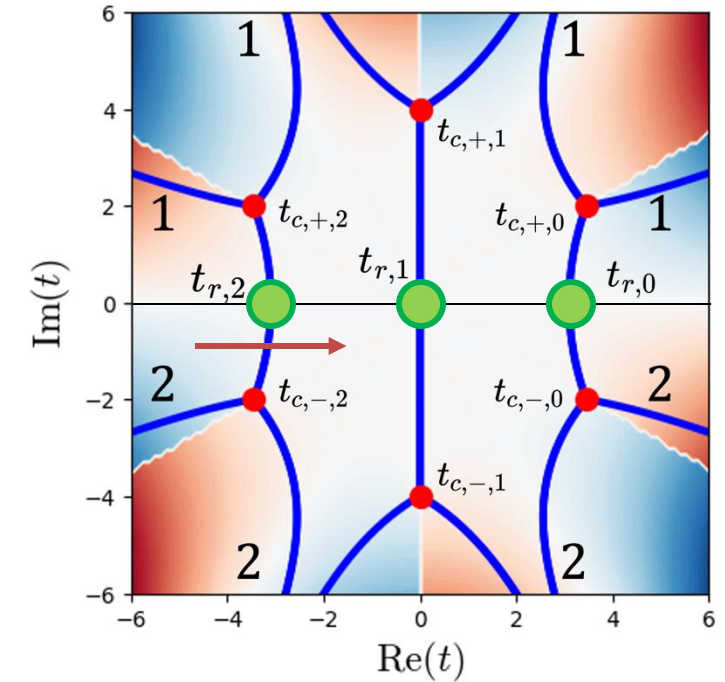 6
4
2
0
−2
−4
−6
−6
−4
−2
0
2
4
6
Im(t)
Re(t)
1
1
1
1
2
2
2
2
t_{c,+,1}
t_{c,+,2}
t_{c,+,0}
t_{r,2}
t_{r,1}
t_{r,0}
t_{c,−,2}
t_{c,−,0}
t_{c,−,1}